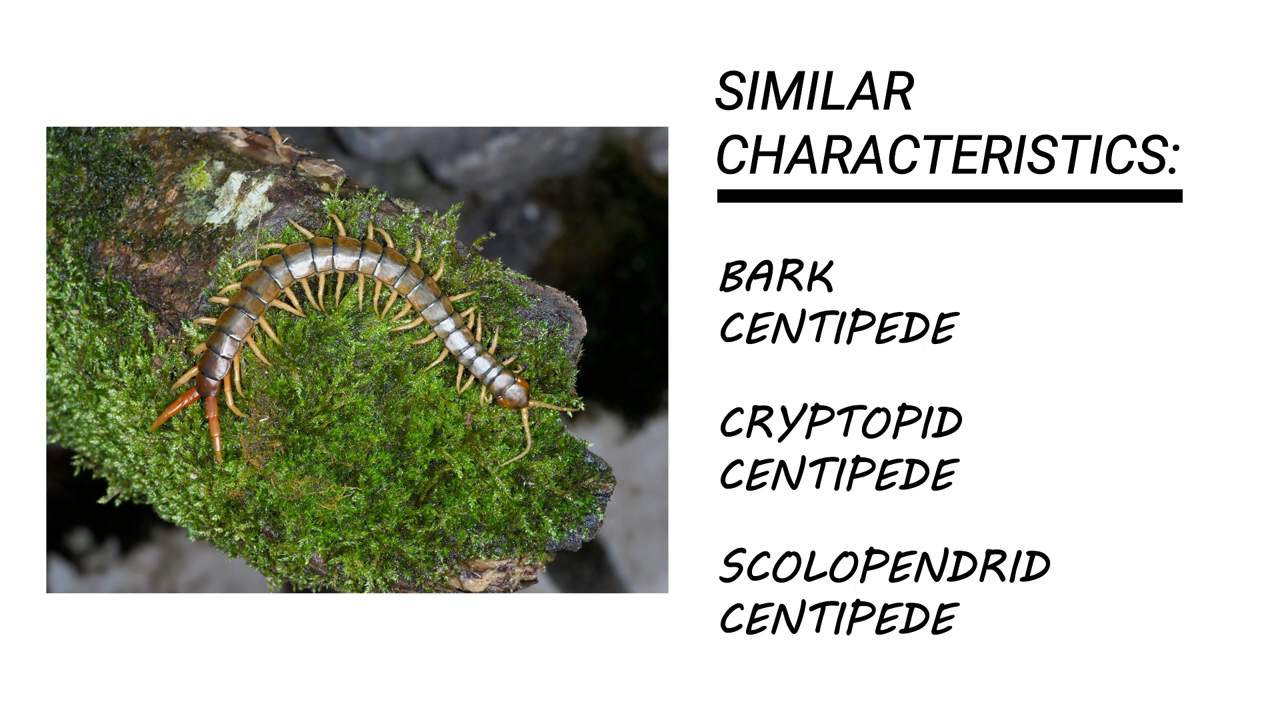 SIMILAR
CHARACTERISTICS:
BARK
CENTIPEDE
CRYPTOPID
CENTIPEDE
SCOLOPENDRID
CENTIPEDE